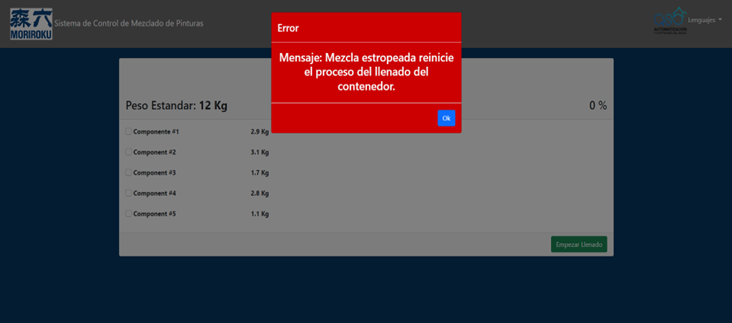 森六
MORIROKU
Sistema de Control de Mezclado de Pinturas
Lenguajes
Error
Mensaje: Mezcla estropeada reinicie
el proceso del llenado del
contenedor.
Ok
Peso Estandar: 12 Kg
0 %
Componente #1 2.9 Kg
Component #2 3.1 Kg
Component #3 1.7 Kg
Component #4 2.8 Kg
Component #5 1.1 Kg
Empezar Llenado